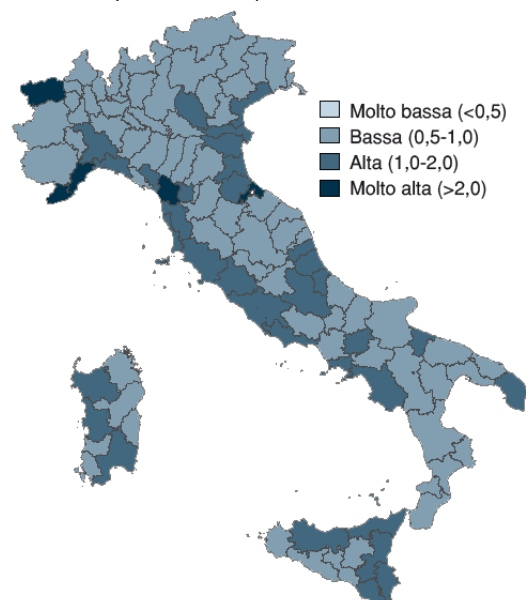 Molto bassa (<0,5)
Bassa (0,5-1,0)
Alta (1,0-2,0)
Molto alta (>2,0)